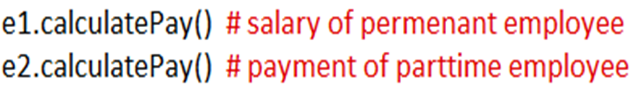 e1.calculatePay() # salary of permenant employee
e2.calculatePay() # payment of parttime employee